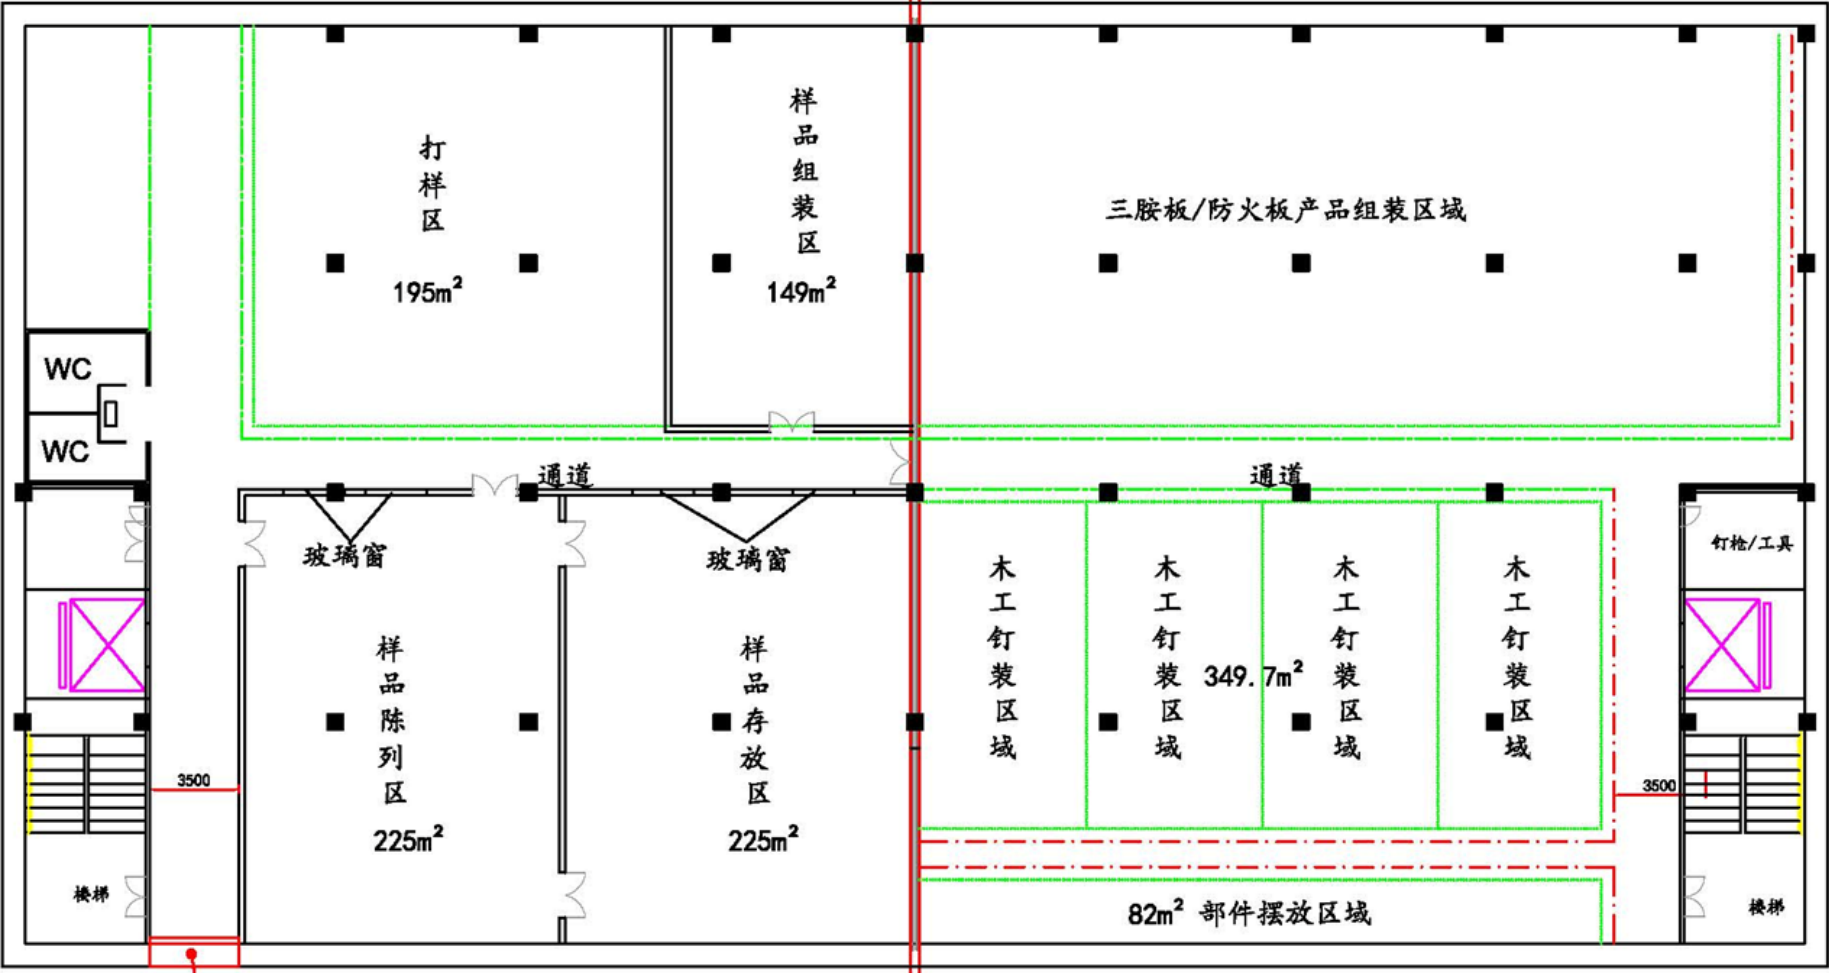 打样区
195m²
样品组装区
149m²
三胺板/防火板产品组装区域
WC
WC
通道
通道
玻璃窗
玻璃窗
钉枪/工具
样品陈列区
225m²
样品存放区
225m²
木工钉装区域
木工钉装区域
349.7m²
木工钉装区域
木工钉装区域
3500
3500
楼梯
82m² 部件摆放区域
楼梯